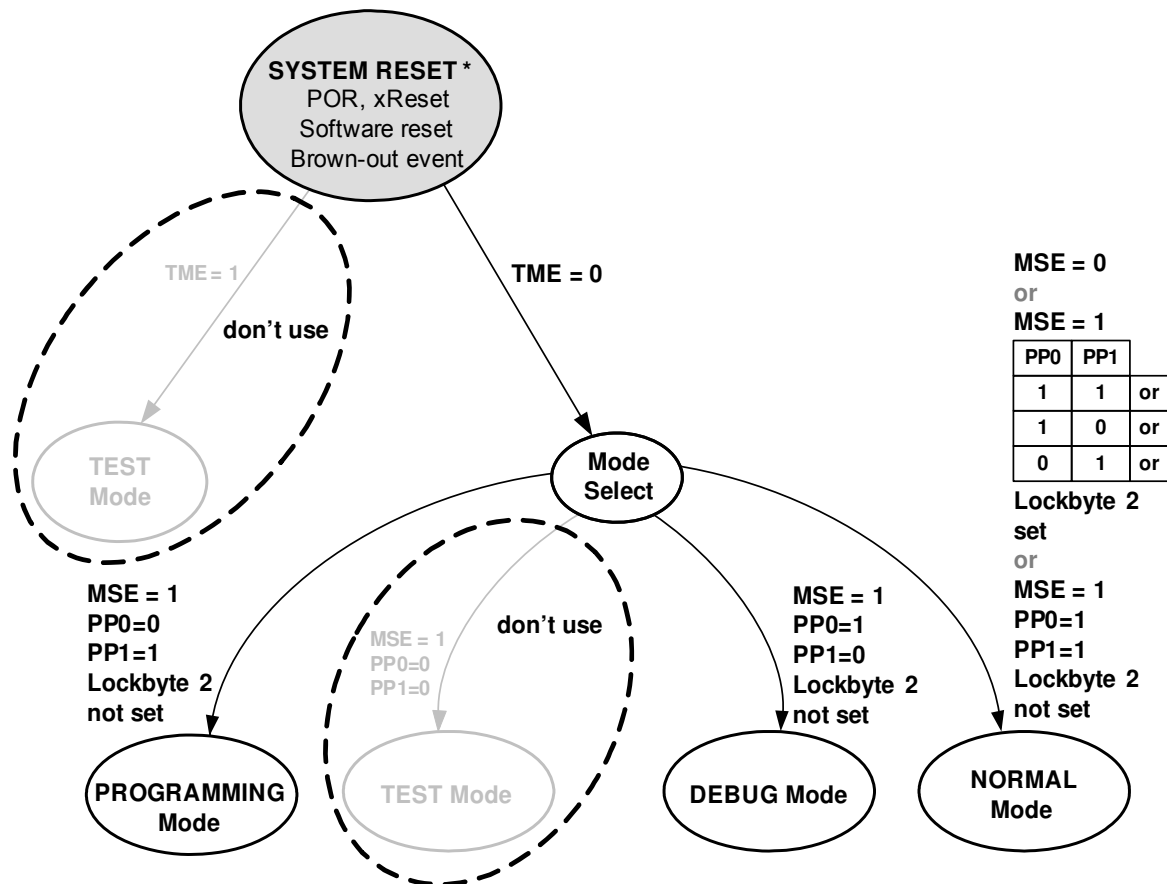 SYSTEM RESET *
POR, xReset
Software reset
Brown-out event
TME = 1
don't use
TEST
Mode
TME = 0
Mode
Select
MSE = 1
PP0=0
PP1=1
Lockbyte 2
not set
PROGRAMMING
Mode
MSE = 1
PP0=0
PP1=0
don't use
TEST Mode
MSE = 1
PP0=1
PP1=0
Lockbyte 2
not set
DEBUG Mode
MSE = 0
or
MSE = 1
PP0 PP1
1 1 or
1 0 or
0 1 or
Lockbyte 2
set
or
MSE = 1
PP0=1
PP1=1
Lockbyte 2
not set
NORMAL
Mode